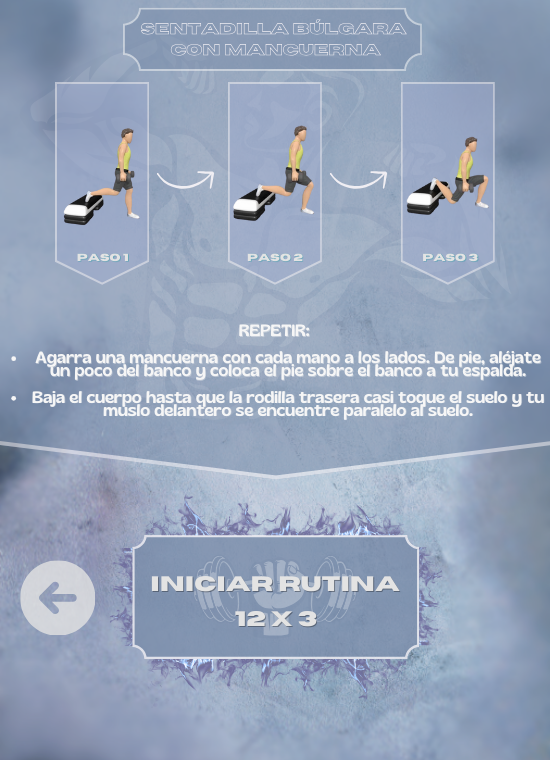 SENTADILLA BÚLGARA
CON MANCUERNA
PASO 1
PASO 2
PASO 3
REPETIR:
• Agarra una mancuerna con cada mano a los lados. De pie, aléjate
un poco del banco y coloca el pie sobre el banco a tu espalda.
• Baja el cuerpo hasta que la rodilla trasera casi toque el suelo y tu
muslo delantero se encuentre paralelo al suelo.
INICIAR RUTINA
12 X 3